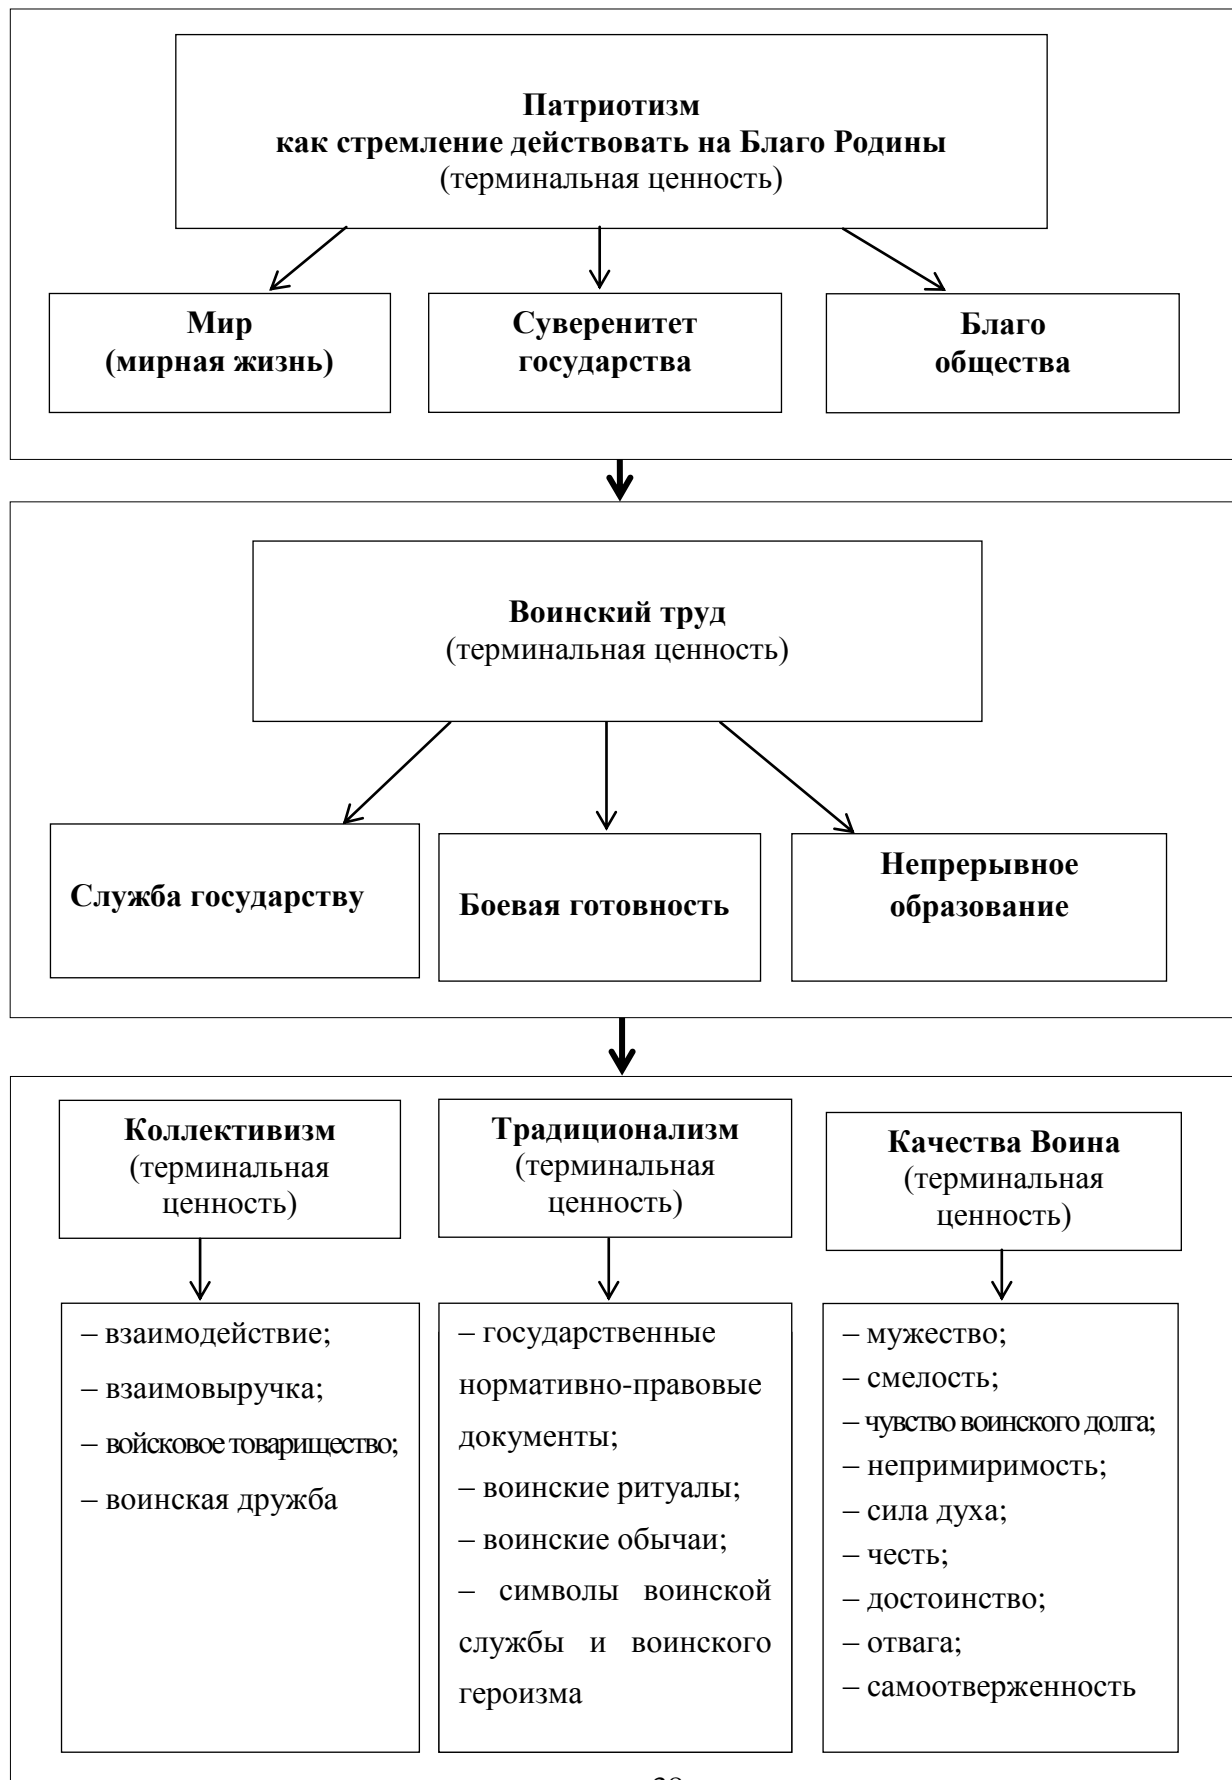 Патриотизм
как стремление действовать на Благо Родины
(терминальная ценность)
Мир
(мирная жизнь)
Суверенитет
государства
Благо
общества
Воинский труд
(терминальная ценность)
Служба государству
Боевая готовность
Непрерывное
образование
Коллективизм
(терминальная
ценность)
Традиционализм
(терминальная
ценность)
Качества Воина
(терминальная
ценность)
– взаимодействие;
– взаимовыручка;
– войсковое товарищество;
– воинская дружба
– государственные
нормативно-правовые
документы;
– воинские ритуалы;
– воинские обычаи;
– символы воинской
службы и воинского
героизма
– мужество;
– смелость;
– чувство воинского долга;
– непримиримость;
– сила духа;
– честь;
– достоинство;
– отвага;
– самоотверженность